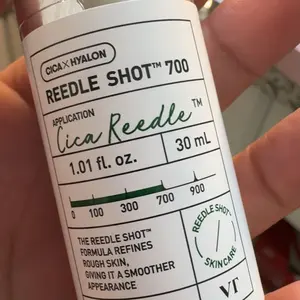 CICA×HYALON
REEDLE SHOT™ 700
APPLICATION
Cica Reedle™
1.01 fl. oz.
30 mL
0 100 300 700 900
THE REEDLE SHOT™
FORMULA REFINES
ROUGH SKIN,
GIVING IT A SMOOTHER
APPEARANCE
REEDLE SHOT™
SKINCARE
VT